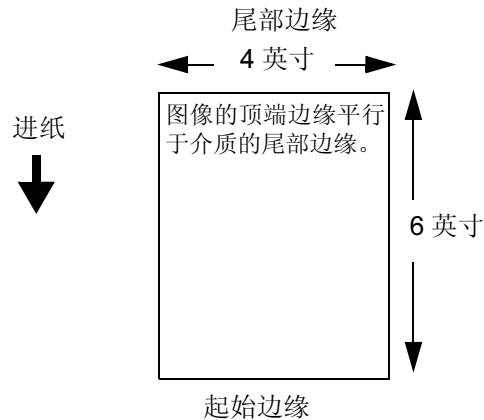 尾部边缘
4 英寸
图像的顶端边缘平行
于介质的尾部边缘。
进纸
6 英寸
起始边缘